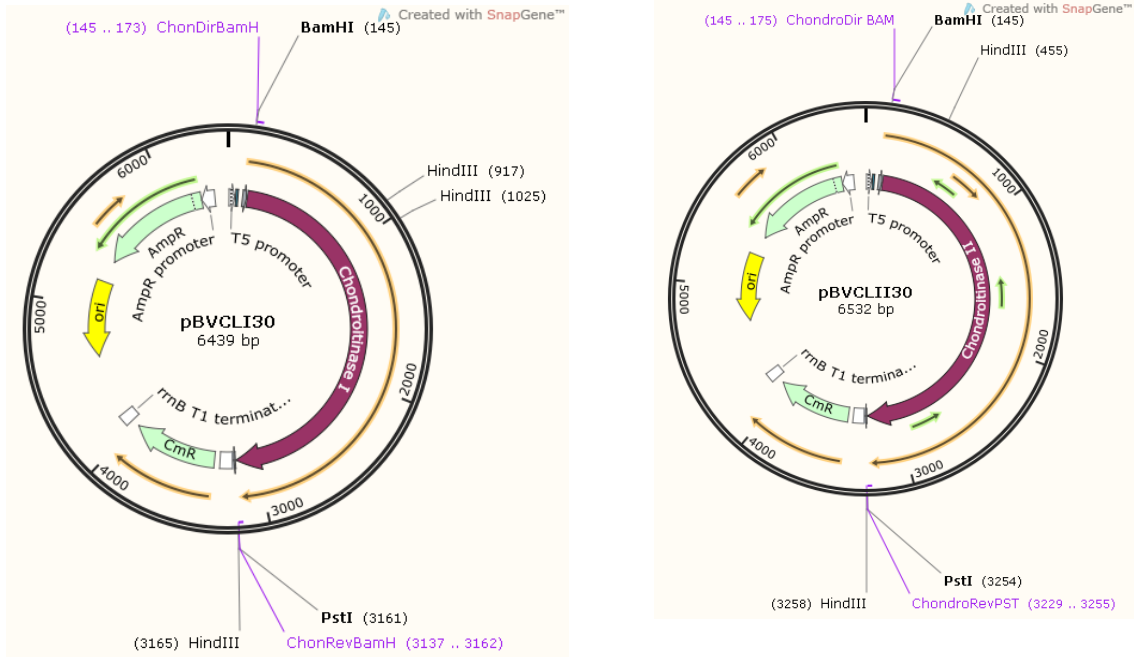 Created with SnapGene™
(145 .. 173) ChonDirBamH
BamHI (145)
HindIII (917)
HindIII (1025)
6000
1000
2000
3000
4000
5000
AmpR
AmpR promoter
T5 promoter
ori
Chondroitinase I
pBVCLI30
6439 bp
rrnB T1 terminat...
CmR
PstI (3161)
(3165) HindIII
ChonRevBamH (3137 .. 3162)
Created with SnapGene™
(145 .. 175) ChondroDir BAM
BamHI (145)
HindIII (455)
6000
1000
2000
3000
4000
5000
AmpR
AmpR promoter
T5 promoter
ori
Chondroitinase II
pBVCLII30
6532 bp
rrnB T1 termina...
CmR
PstI (3254)
(3258) HindIII
ChondroRevPST (3229 .. 3255)